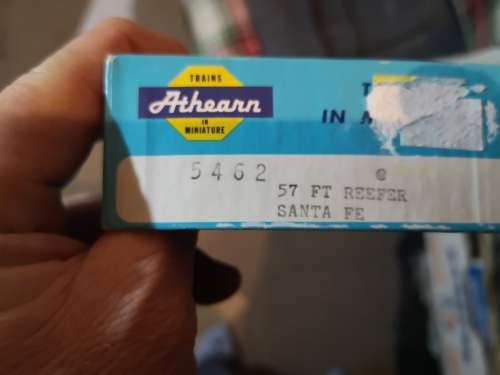 TRAINS
Athearn
IN
MINIATURE
T
IN
5462
@
57 FT REEFER
SANTA FE